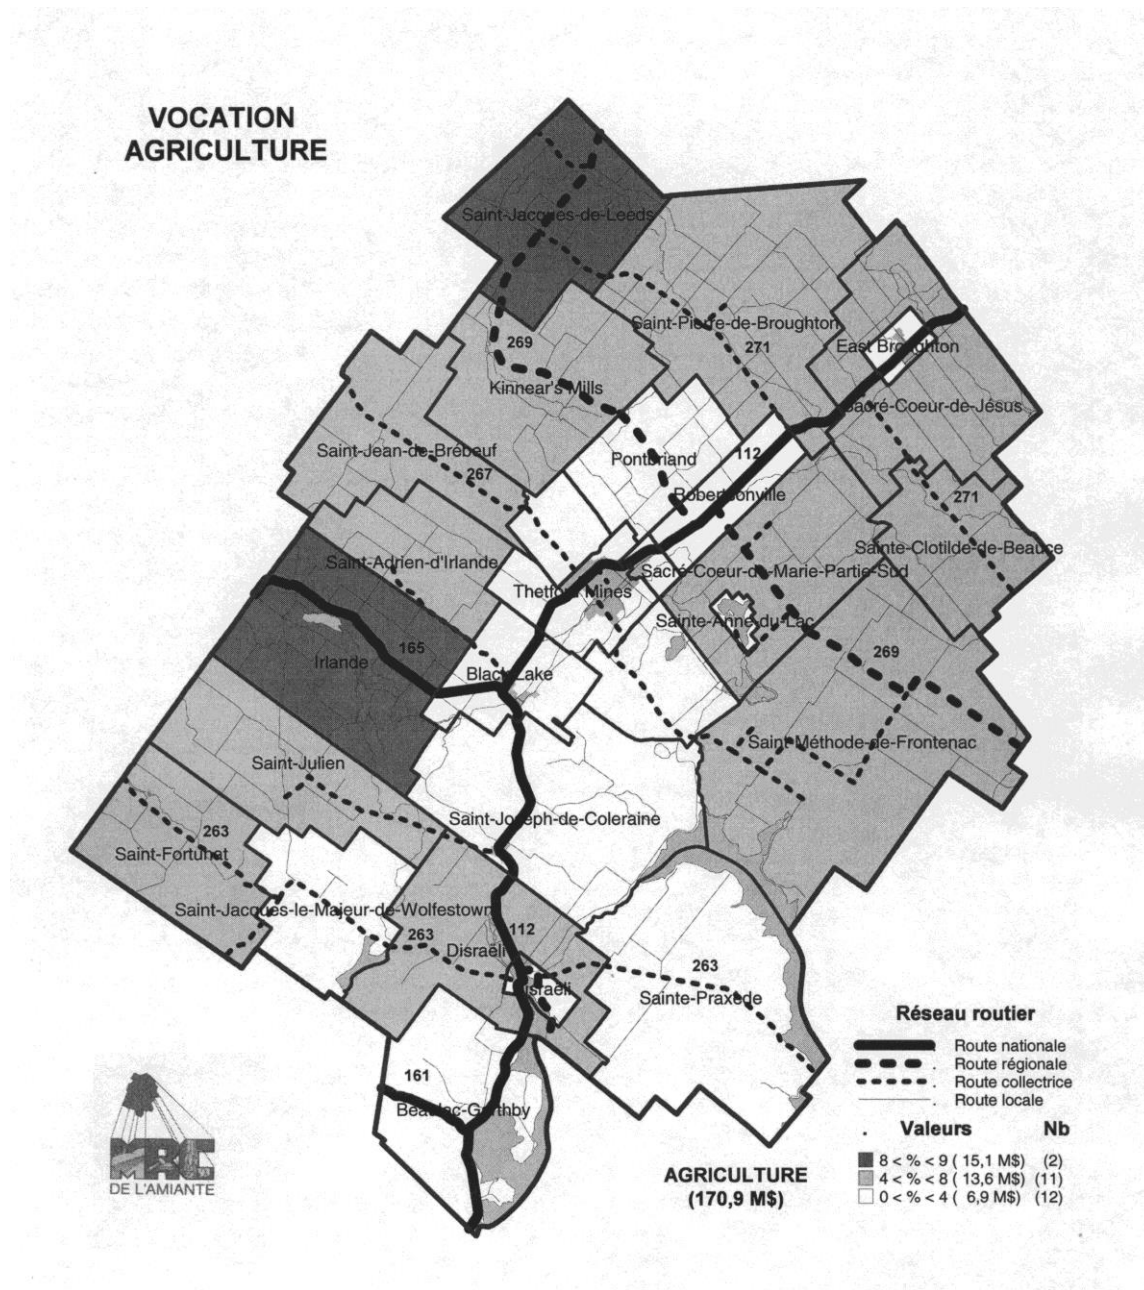 VOCATION
AGRICULTURE
Saint-Jacques-de-Leeds
Saint-Pierre-de-Broughton
269
271
East Broughton
Kinnear's Mills
Sacré-Coeur-de-Jésus
Saint-Jean-de-Brébeuf
Pontbriand
112
267
Robertsonville
271
Sainte-Clotilde-de-Beauce
Saint-Adrien-d'Irlande
Sacré-Coeur-de-Marie-Partie-Sud
Thetford Mines
Sainte-Anne-du-Lac
165
269
Irlande
Black Lake
Saint-Méthode-de-Frontenac
Saint-Julien
Saint-Joseph-de-Coleraine
263
Saint-Fortunat
Saint-Jacques-le-Majeur-de-Wolfestown
263
112
Disraëli
263
Disraëli
Sainte-Praxède
161
Beaulac-Garthby
Réseau routier
Route nationale
Route régionale
Route collectrice
Route locale
. Valeurs Nb
8 < % < 9 ( 15,1 M$) (2)
4 < % < 8 ( 13,6 M$) (11)
0 < % < 4 ( 6,9 M$) (12)
AGRICULTURE
(170,9 M$)
MRC
DE L'AMIANTE